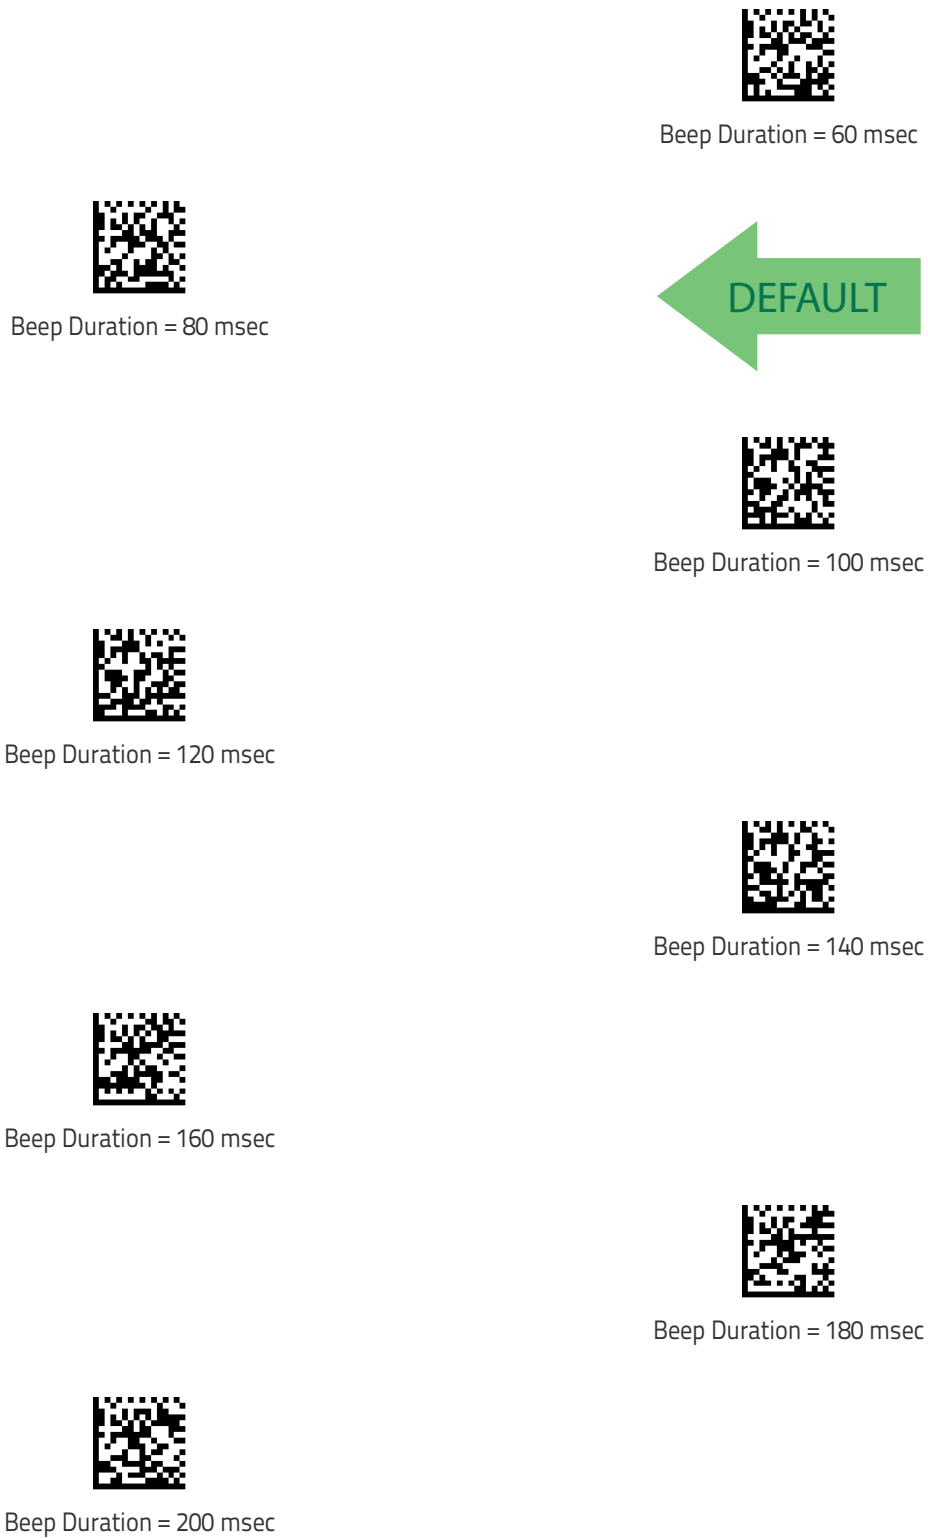 Beep Duration = 60 msec
Beep Duration = 80 msec
DEFAULT
Beep Duration = 100 msec
Beep Duration = 120 msec
Beep Duration = 140 msec
Beep Duration = 160 msec
Beep Duration = 180 msec
Beep Duration = 200 msec